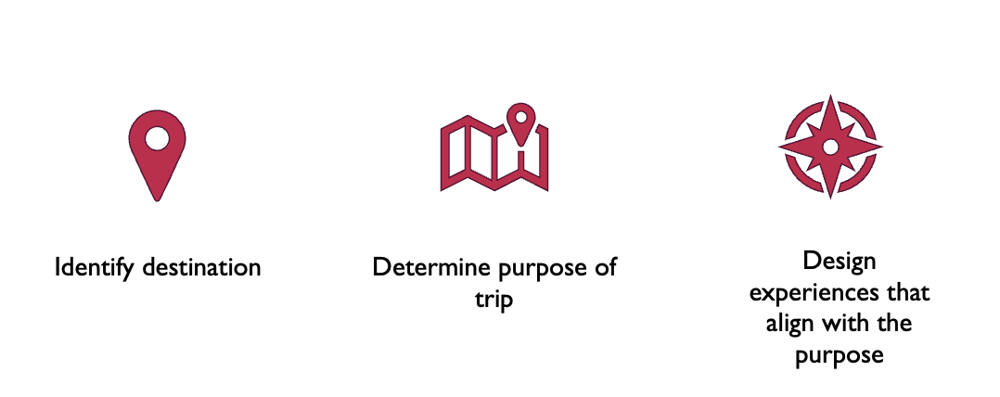 Identify destination
Determine purpose of
trip
Design
experiences that
align with the
purpose